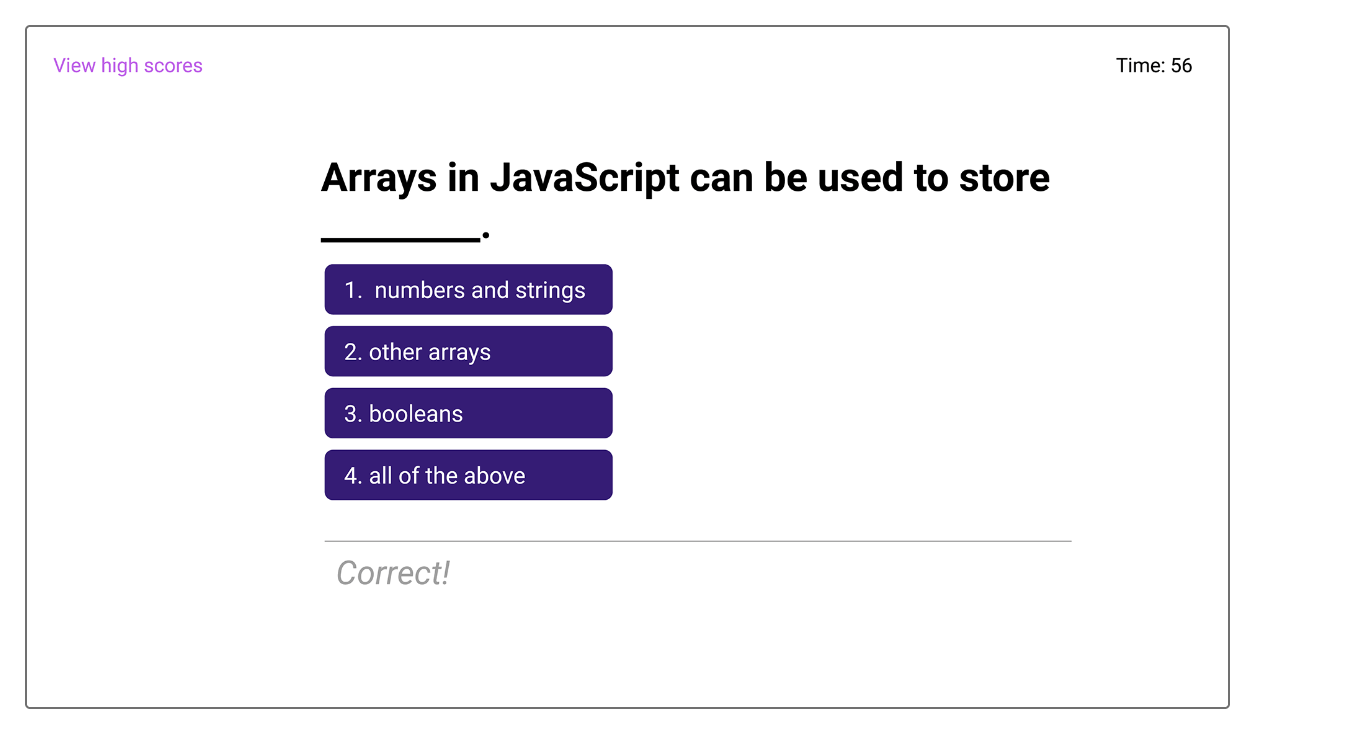 View high scores
Time: 56
Arrays in JavaScript can be used to store
________.
1. numbers and strings
2. other arrays
3. booleans
4. all of the above
Correct!